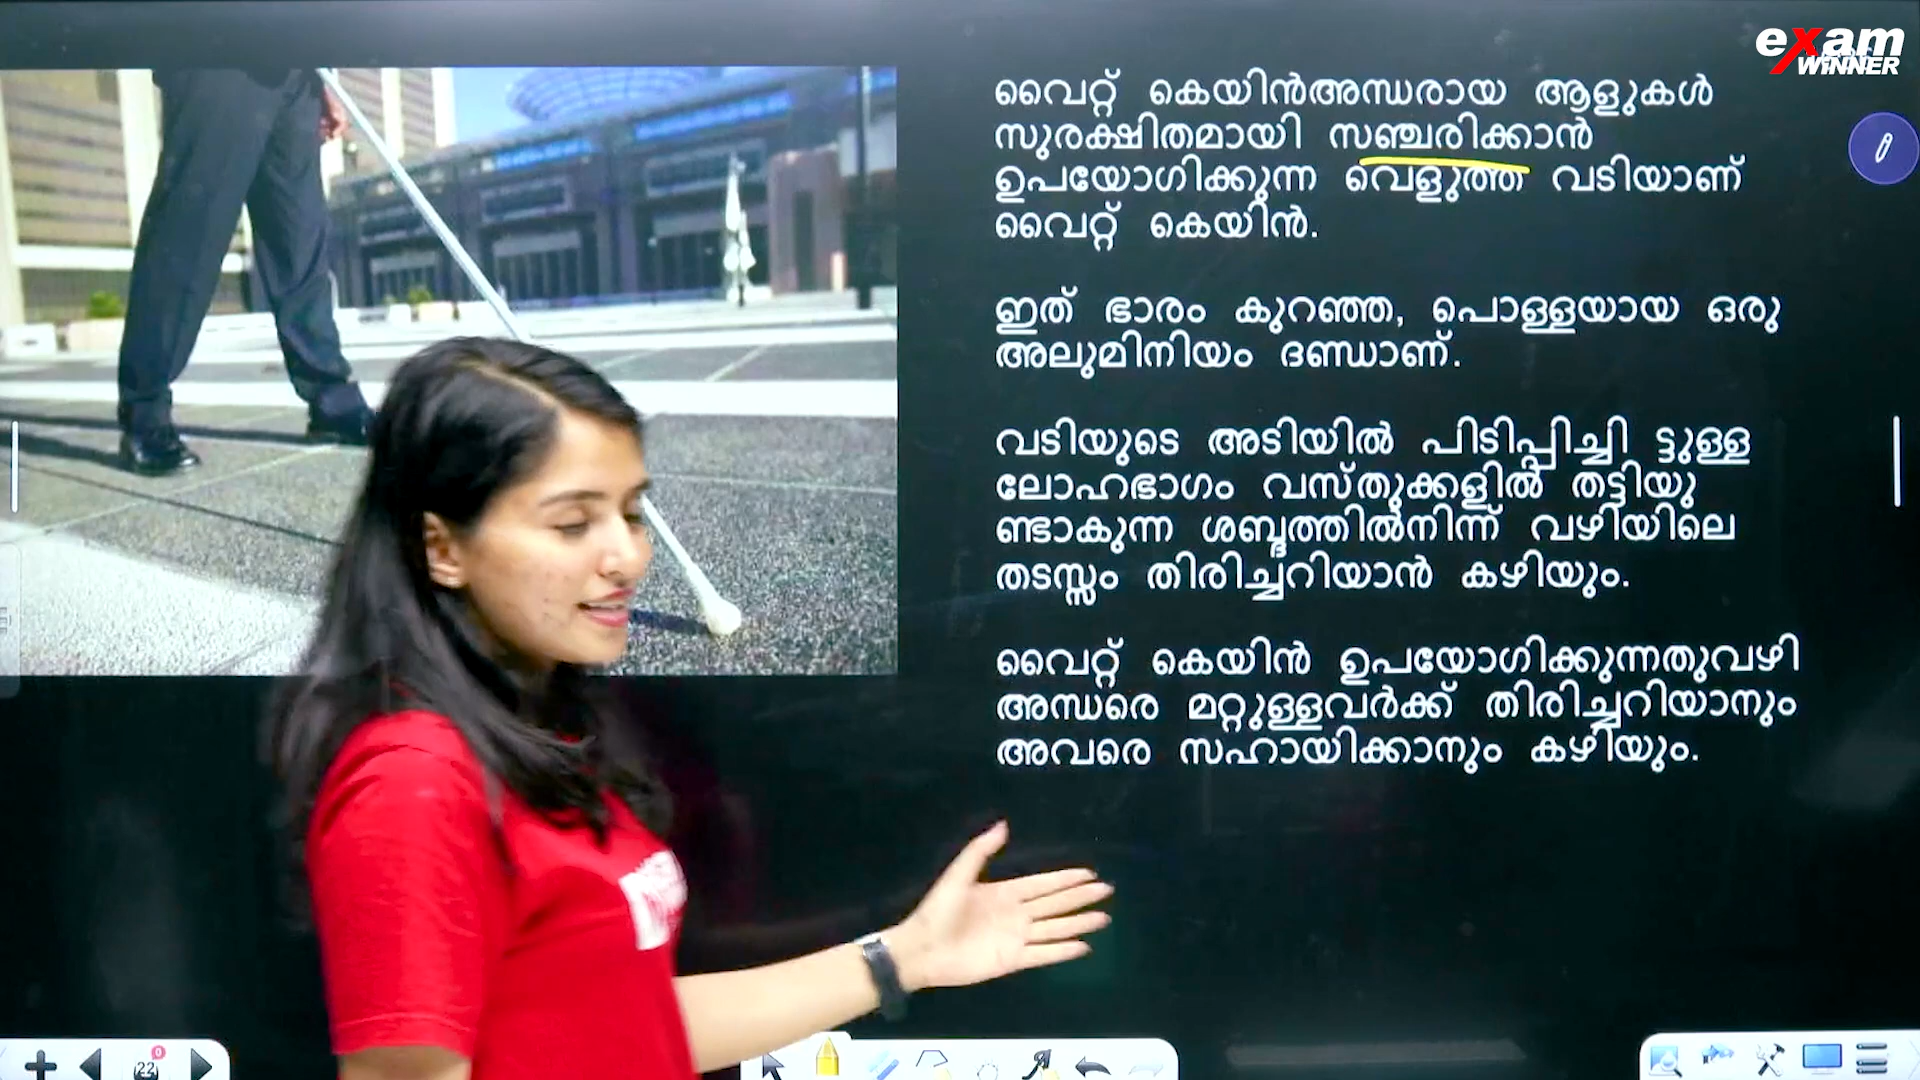 exam
WINNER
വൈറ്റ് കെയിൻഅന്ധരായ ആളുകൾ
സുരക്ഷിതമായി സഞ്ചരിക്കാൻ
ഉപയോഗിക്കുന്ന വെളുത്ത വടിയാണ്
വൈറ്റ് കെയിൻ.
ഇത് ഭാരം കുറഞ്ഞ, പൊള്ളയായ ഒരു
അലുമിനിയം ദണ്ഡാണ്.
വടിയുടെ അടിയിൽ പിടിപ്പിച്ചി ട്ടുള്ള
ലോഹഭാഗം വസ്തുക്കളിൽ തട്ടിയു
ണ്ടാകുന്ന ശബ്ദത്തിൽനിന്ന് വഴിയിലെ
തടസ്സം തിരിച്ചറിയാൻ കഴിയും.
വൈറ്റ് കെയിൻ ഉപയോഗിക്കുന്നതുവഴി
അന്ധരെ മറ്റുള്ളവർക്ക് തിരിച്ചറിയാനും
അവരെ സഹായിക്കാനും കഴിയും.